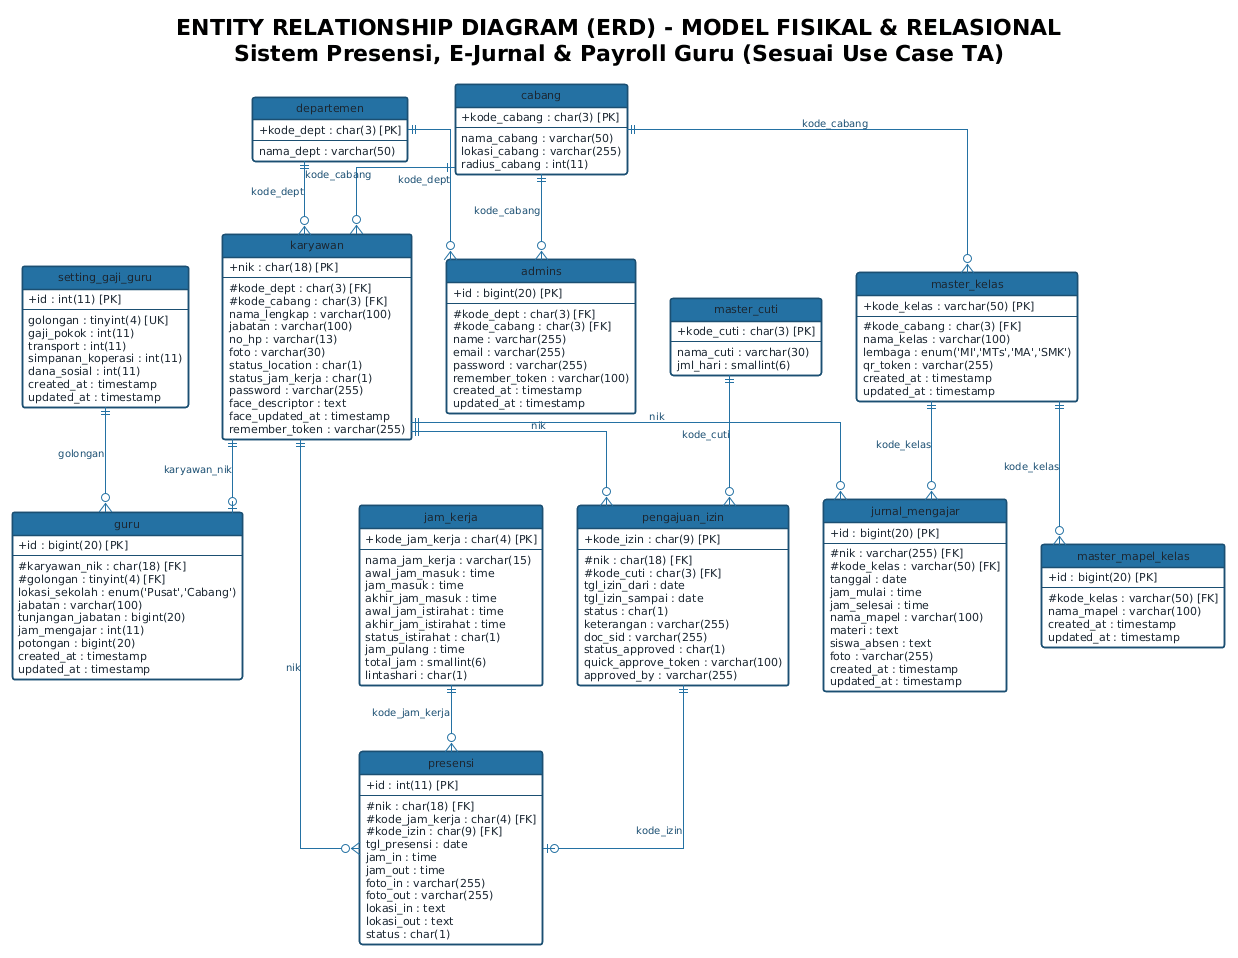 ENTITY RELATIONSHIP DIAGRAM (ERD) - MODEL FISIKAL & RELASIONAL
Sistem Presensi, E-Jurnal & Payroll Guru (Sesuai Use Case TA)
departemen
+kode_dept : char(3) [PK]
nama_dept : varchar(50)
cabang
+kode_cabang : char(3) [PK]
nama_cabang : varchar(50)
lokasi_cabang : varchar(255)
radius_cabang : int(11)
kode_cabang
kode_cabang
kode_dept
kode_dept
kode_cabang
karyawan
+nik : char(18) [PK]
#kode_dept : char(3) [FK]
#kode_cabang : char(3) [FK]
nama_lengkap : varchar(100)
jabatan : varchar(100)
no_hp : varchar(13)
foto : varchar(30)
status_location : char(1)
status_jam_kerja : char(1)
password : varchar(255)
face_descriptor : text
face_updated_at : timestamp
remember_token : varchar(255)
setting_gaji_guru
+id : int(11) [PK]
golongan : tinyint(4) [UK]
gaji_pokok : int(11)
transport : int(11)
simpanan_koperasi : int(11)
dana_sosial : int(11)
created_at : timestamp
updated_at : timestamp
admins
+id : bigint(20) [PK]
#kode_dept : char(3) [FK]
#kode_cabang : char(3) [FK]
name : varchar(255)
email : varchar(255)
password : varchar(255)
remember_token : varchar(100)
created_at : timestamp
updated_at : timestamp
master_cuti
+kode_cuti : char(3) [PK]
nama_cuti : varchar(30)
jml_hari : smallint(6)
master_kelas
+kode_kelas : varchar(50) [PK]
#kode_cabang : char(3) [FK]
nama_kelas : varchar(100)
lembaga : enum('MI','MTs','MA','SMK')
qr_token : varchar(255)
created_at : timestamp
updated_at : timestamp
nik
nik
kode_cuti
kode_kelas
kode_kelas
golongan
karyawan_nik
guru
+id : bigint(20) [PK]
#karyawan_nik : char(18) [FK]
#golongan : tinyint(4) [FK]
lokasi_sekolah : enum('Pusat','Cabang')
jabatan : varchar(100)
tunjangan_jabatan : bigint(20)
jam_mengajar : int(11)
potongan : bigint(20)
created_at : timestamp
updated_at : timestamp
jam_kerja
+kode_jam_kerja : char(4) [PK]
nama_jam_kerja : varchar(15)
awal_jam_masuk : time
jam_masuk : time
akhir_jam_masuk : time
awal_jam_istirahat : time
akhir_jam_istirahat : time
status_istirahat : char(1)
jam_pulang : time
total_jam : smallint(6)
lintashari : char(1)
pengajuan_izin
+kode_izin : char(9) [PK]
#nik : char(18) [FK]
#kode_cuti : char(3) [FK]
tgl_izin_dari : date
tgl_izin_sampai : date
status : char(1)
keterangan : varchar(255)
doc_sid : varchar(255)
status_approved : char(1)
quick_approve_token : varchar(100)
approved_by : varchar(255)
jurnal_mengajar
+id : bigint(20) [PK]
#nik : varchar(255) [FK]
#kode_kelas : varchar(50) [FK]
tanggal : date
jam_mulai : time
jam_selesai : time
nama_mapel : varchar(100)
materi : text
siswa_absen : text
foto : varchar(255)
created_at : timestamp
updated_at : timestamp
master_mapel_kelas
+id : bigint(20) [PK]
#kode_kelas : varchar(50) [FK]
nama_mapel : varchar(100)
created_at : timestamp
updated_at : timestamp
nik
kode_jam_kerja
kode_izin
presensi
+id : int(11) [PK]
#nik : char(18) [FK]
#kode_jam_kerja : char(4) [FK]
#kode_izin : char(9) [FK]
tgl_presensi : date
jam_in : time
jam_out : time
foto_in : varchar(255)
foto_out : varchar(255)
lokasi_in : text
lokasi_out : text
status : char(1)